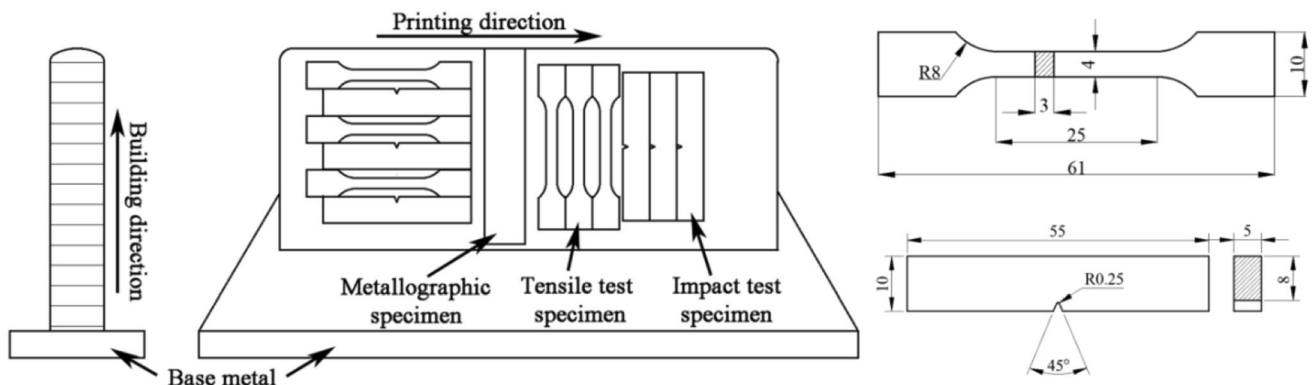 Printing direction
Building direction
Metallographic
specimen
Tensile test
specimen
Impact test
specimen
Base metal
R8
3
4
10
25
61
55
5
10
R0.25
8
45°